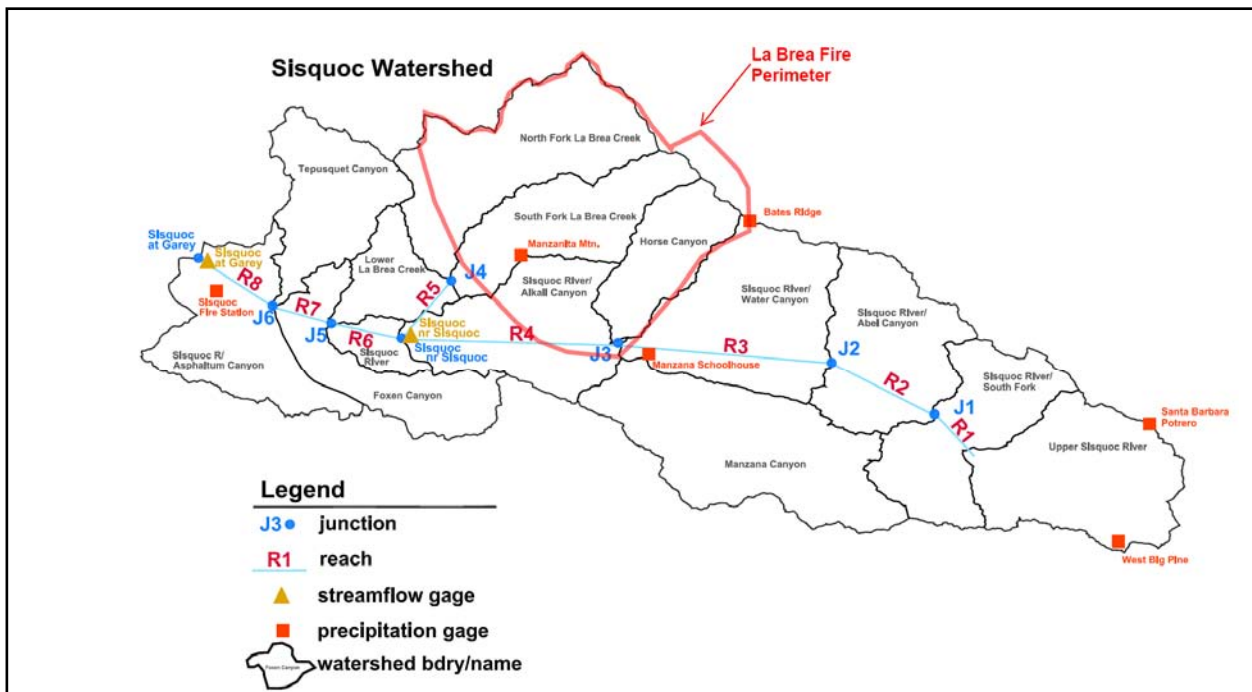 Sisquoc Watershed
La Brea Fire
Perimeter
North Fork La Brea Creek
Tepusquet Canyon
South Fork La Brea Creek
Bates Ridge
Horse Canyon
Sisquoc
at Garey
Sisquoc
at Garey
Manzanita Mtn.
Lower
La Brea Creek
J4
Sisquoc River/
Alkali Canyon
R8
R5
Sisquoc River/
Water Canyon
Sisquoc
Fire Station
R7
J6
Sisquoc River/
Abel Canyon
J5
R6
Sisquoc
nr Sisquoc
R4
Sisquoc
nr Sisquoc
J3
R3
J2
Sisquoc R/
Asphaltum Canyon
Sisquoc
River
Manzana Schoolhouse
Sisquoc River/
South Fork
R2
Foxen Canyon
J1
R1
Santa Barbara
Potrero
Upper Sisquoc River
Manzana Canyon
West Big Pine
Legend
J3 junction
R1 reach
streamflow gage
precipitation gage
Foxen Canyon
watershed bdry/name